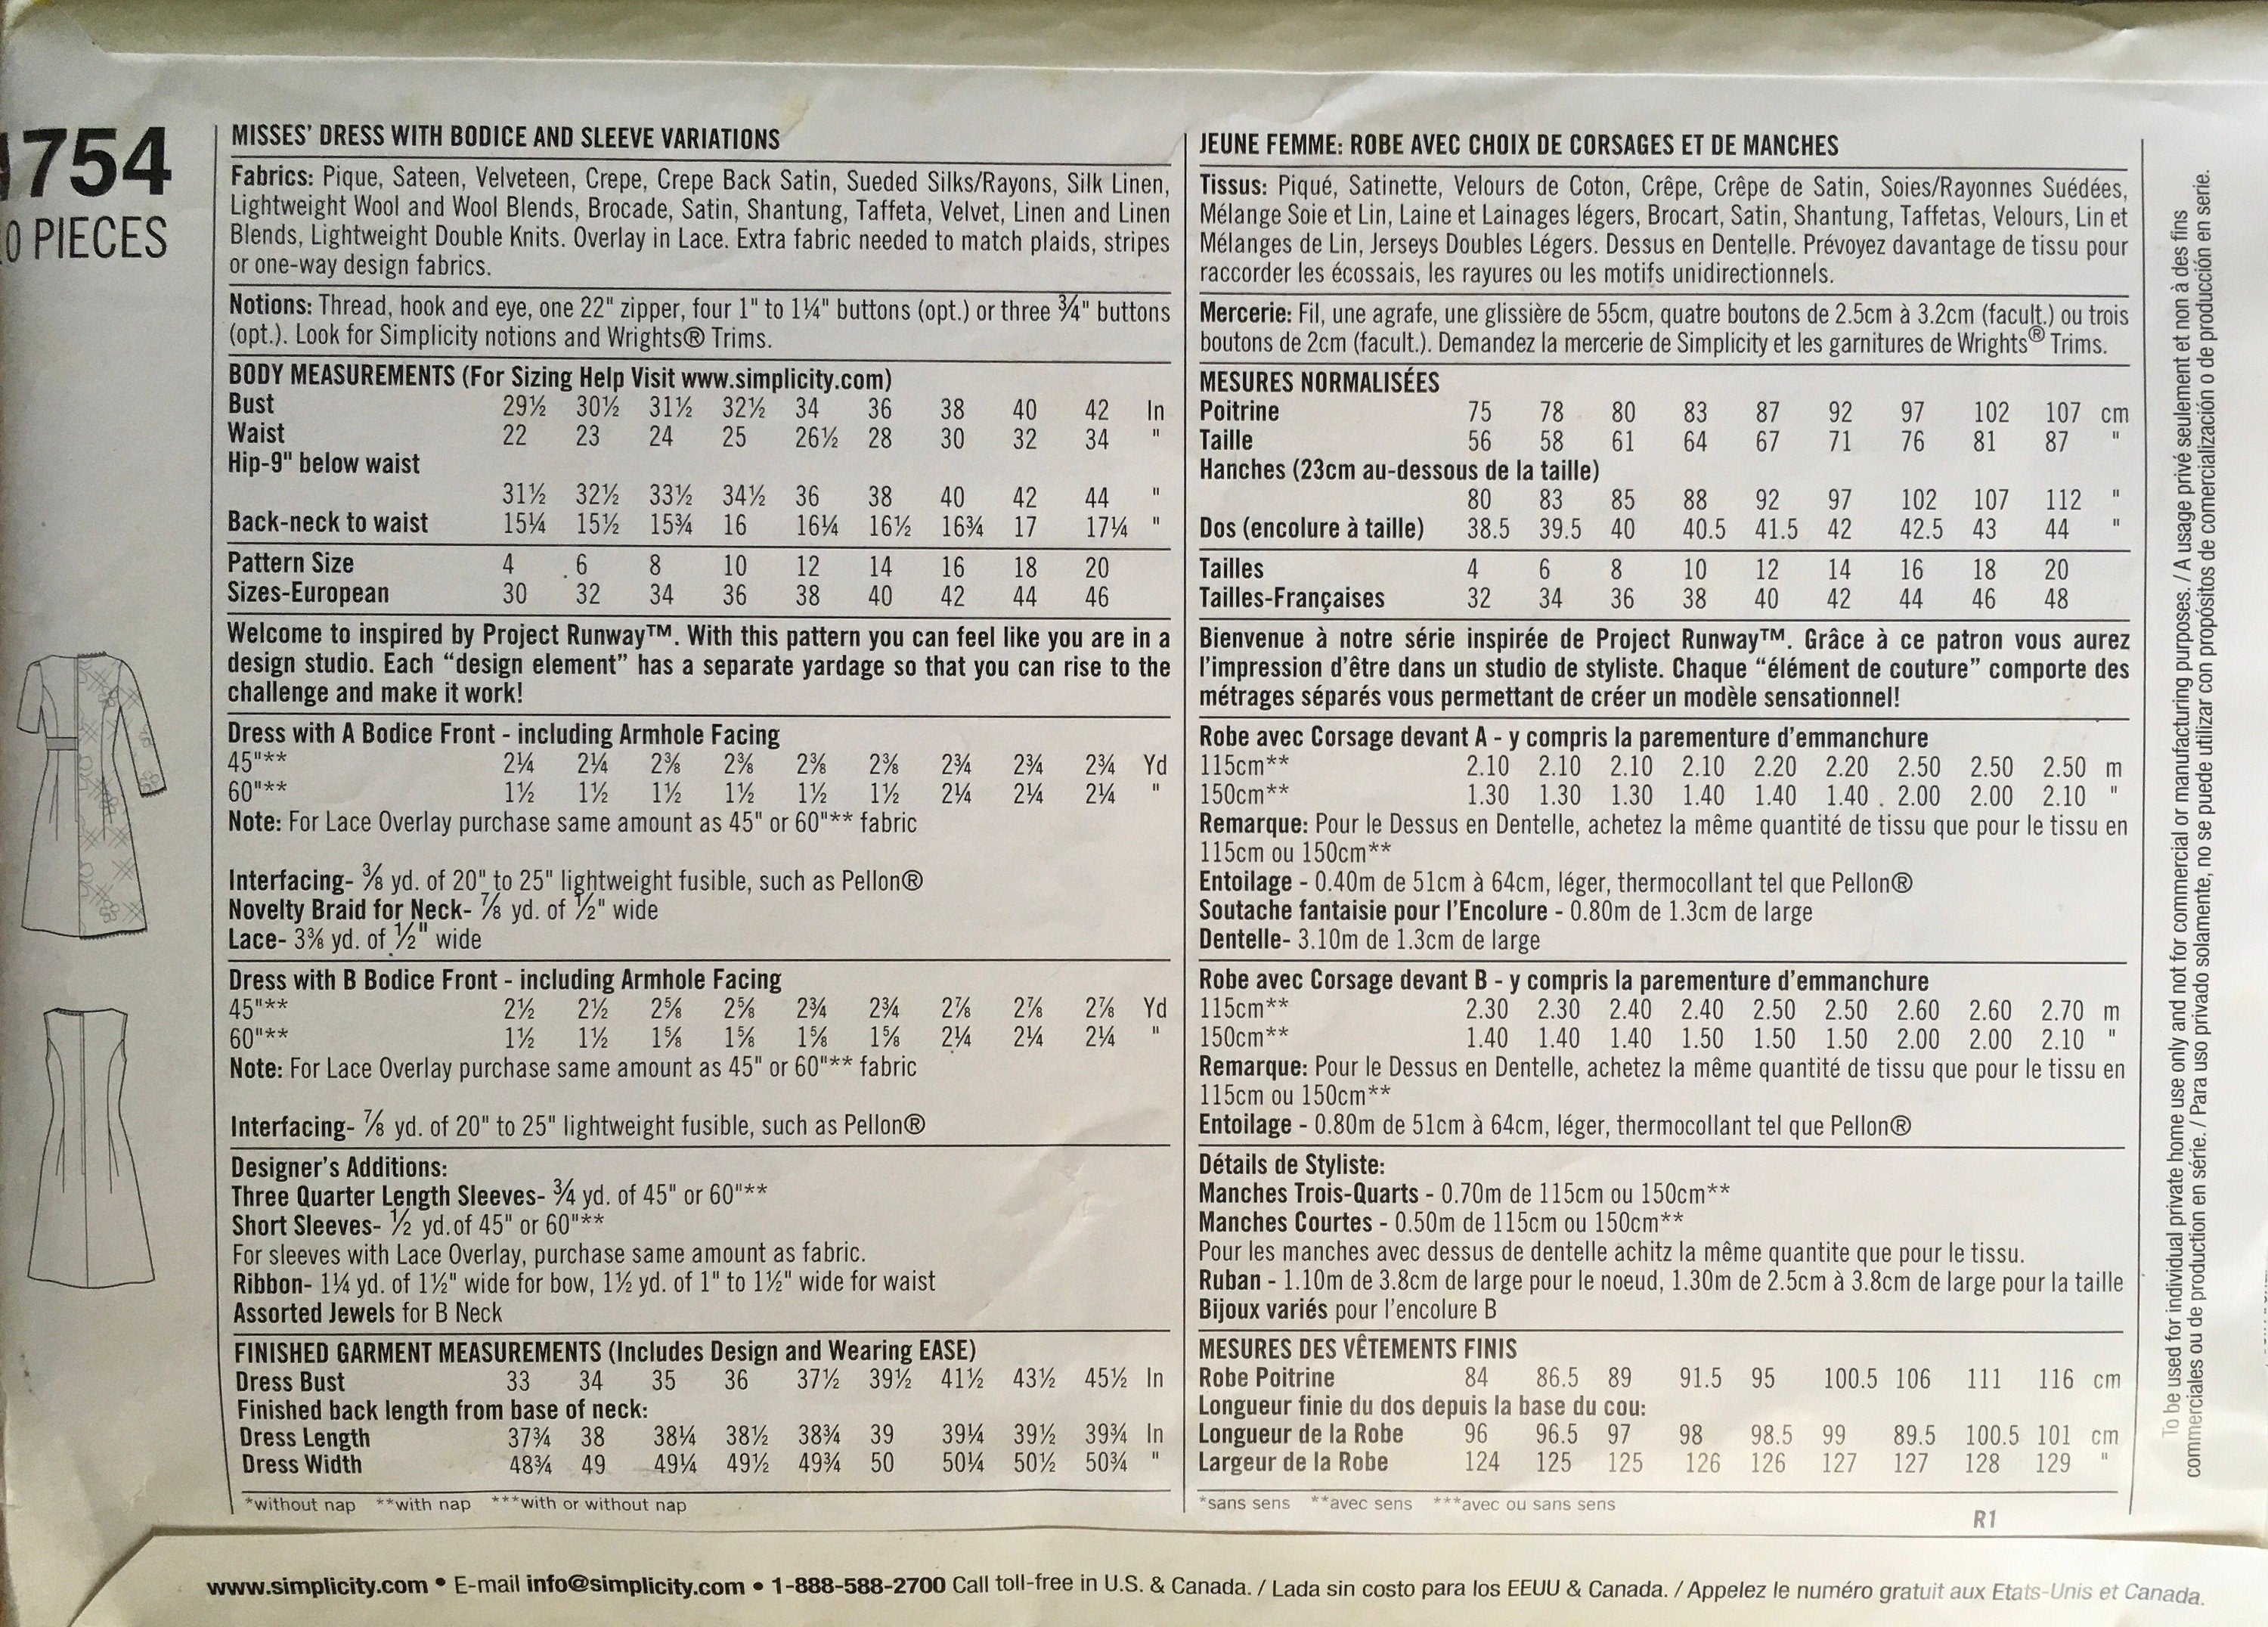 1754
0 PIECES
MISSES' DRESS WITH BODICE AND SLEEVE VARIATIONS
Fabrics: Pique, Sateen, Velveteen, Crepe, Crepe Back Satin, Sueded Silks/Rayons, Silk Linen,
Lightweight Wool and Wool Blends, Brocade, Satin, Shantung, Taffeta, Velvet, Linen and Linen
Blends, Lightweight Double Knits. Overlay in Lace. Extra fabric needed to match plaids, stripes
or one-way design fabrics.
Notions: Thread, hook and eye, one 22" zipper, four 1" to 1¼" buttons (opt.) or three ¾" buttons
(opt.). Look for Simplicity notions and Wrights® Trims.
BODY MEASUREMENTS (For Sizing Help Visit www.simplicity.com)
Bust 29½ 30½ 31½ 32½ 34 36 38 40 42 In
Waist 22 23 24 25 26½ 28 30 32 34 "
Hip-9" below waist
31½ 32½ 33½ 34½ 36 38 40 42 44 "
Back-neck to waist 15¼ 15½ 15¾ 16 16¼ 16½ 16¾ 17 17¼ "
Pattern Size 4 6 8 10 12 14 16 18 20
Sizes-European 30 32 34 36 38 40 42 44 46
Welcome to inspired by Project Runway™. With this pattern you can feel like you are in a
design studio. Each “design element” has a separate yardage so that you can rise to the
challenge and make it work!
Dress with A Bodice Front - including Armhole Facing
45"** 2¼ 2¼ 2⅜ 2⅜ 2⅜ 2⅜ 2¾ 2¾ 2¾ Yd
60"** 1½ 1½ 1½ 1½ 1½ 1½ 2¼ 2¼ 2¼ "
Note: For Lace Overlay purchase same amount as 45" or 60"** fabric
Interfacing- ⅜ yd. of 20" to 25" lightweight fusible, such as Pellon®
Novelty Braid for Neck- ⅞ yd. of ½" wide
Lace- 3⅜ yd. of ½" wide
Dress with B Bodice Front - including Armhole Facing
45"** 2½ 2½ 2⅝ 2⅝ 2¾ 2¾ 2⅞ 2⅞ 2⅞ Yd
60"** 1½ 1½ 1⅝ 1⅝ 1⅝ 1⅝ 2¼ 2¼ 2¼ "
Note: For Lace Overlay purchase same amount as 45" or 60"** fabric
Interfacing- ⅞ yd. of 20" to 25" lightweight fusible, such as Pellon®
Designer's Additions:
Three Quarter Length Sleeves- ¾ yd. of 45" or 60"**
Short Sleeves- ½ yd.of 45" or 60"**
For sleeves with Lace Overlay, purchase same amount as fabric.
Ribbon- 1¼ yd. of 1½" wide for bow, 1½ yd. of 1" to 1½" wide for waist
Assorted Jewels for B Neck
FINISHED GARMENT MEASUREMENTS (Includes Design and Wearing EASE)
Dress Bust 33 34 35 36 37½ 39½ 41½ 43½ 45½ In
Finished back length from base of neck:
Dress Length 37¾ 38 38¼ 38½ 38¾ 39 39¼ 39½ 39¾ In
Dress Width 48¾ 49 49¼ 49½ 49¾ 50 50¼ 50½ 50¾ "
*without nap **with nap ***with or without nap
JEUNE FEMME: ROBE AVEC CHOIX DE CORSAGES ET DE MANCHES
Tissus: Piqué, Satinette, Velours de Coton, Crêpe, Crêpe de Satin, Soies/Rayonnes Suédées,
Mélange Soie et Lin, Laine et Lainages légers, Brocart, Satin, Shantung, Taffetas, Velours, Lin et
Mélanges de Lin, Jerseys Doubles Légers. Dessus en Dentelle. Prévoyez davantage de tissu pour
raccorder les écossais, les rayures ou les motifs unidirectionnels.
Mercerie: Fil, une agrafe, une glissière de 55cm, quatre boutons de 2.5cm à 3.2cm (facult.) ou trois
boutons de 2cm (facult.). Demandez la mercerie de Simplicity et les garnitures de Wrights® Trims.
MESURES NORMALISÉES
Poitrine 75 78 80 83 87 92 97 102 107 cm
Taille 56 58 61 64 67 71 76 81 87 "
Hanches (23cm au-dessous de la taille)
80 83 85 88 92 97 102 107 112 "
Dos (encolure à taille) 38.5 39.5 40 40.5 41.5 42 42.5 43 44 "
Tailles 4 6 8 10 12 14 16 18 20
Tailles-Françaises 32 34 36 38 40 42 44 46 48
Bienvenue à notre série inspirée de Project Runway™. Grâce à ce patron vous aurez
l'impression d'être dans un studio de styliste. Chaque “élément de couture” comporte des
métrages séparés vous permettant de créer un modèle sensationnel!
Robe avec Corsage devant A - y compris la parementure d'emmanchure
115cm** 2.10 2.10 2.10 2.10 2.20 2.20 2.50 2.50 2.50 m
150cm** 1.30 1.30 1.30 1.40 1.40 1.40 2.00 2.00 2.10 "
Remarque: Pour le Dessus en Dentelle, achetez la même quantité de tissu que pour le tissu en
115cm ou 150cm**
Entoilage - 0.40m de 51cm à 64cm, léger, thermocollant tel que Pellon®
Soutache fantaisie pour l'Encolure - 0.80m de 1.3cm de large
Dentelle- 3.10m de 1.3cm de large
Robe avec Corsage devant B - y compris la parementure d'emmanchure
115cm** 2.30 2.30 2.40 2.40 2.50 2.50 2.60 2.60 2.70 m
150cm** 1.40 1.40 1.40 1.50 1.50 1.50 2.00 2.00 2.10 "
Remarque: Pour le Dessus en Dentelle, achetez la même quantité de tissu que pour le tissu en
115cm ou 150cm**
Entoilage - 0.80m de 51cm à 64cm, léger, thermocollant tel que Pellon®
Détails de Styliste:
Manches Trois-Quarts - 0.70m de 115cm ou 150cm**
Manches Courtes - 0.50m de 115cm ou 150cm**
Pour les manches avec dessus de dentelle achitz la même quantite que pour le tissu.
Ruban - 1.10m de 3.8cm de large pour le noeud, 1.30m de 2.5cm à 3.8cm de large pour la taille
Bijoux variés pour l'encolure B
MESURES DES VÊTEMENTS FINIS
Robe Poitrine 84 86.5 89 91.5 95 100.5 106 111 116 cm
Longueur finie du dos depuis la base du cou:
Longueur de la Robe 96 96.5 97 98 98.5 99 89.5 100.5 101 cm
Largeur de la Robe 124 125 125 126 126 127 127 128 129 "
*sans sens **avec sens ***avec ou sans sens
R1
To be used for individual private home use only and not for commercial or manufacturing purposes. / A usage privé seulement et non à des fins
commerciales ou de production en série. / Para uso privado solamente, no se puede utilizar con propósitos de comercialización o de producción en serie.
www.simplicity.com • E-mail info@simplicity.com • 1-888-588-2700 Call toll-free in U.S. & Canada. / Lada sin costo para los EEUU & Canada. / Appelez le numéro gratuit aux Etats-Unis et Canada.